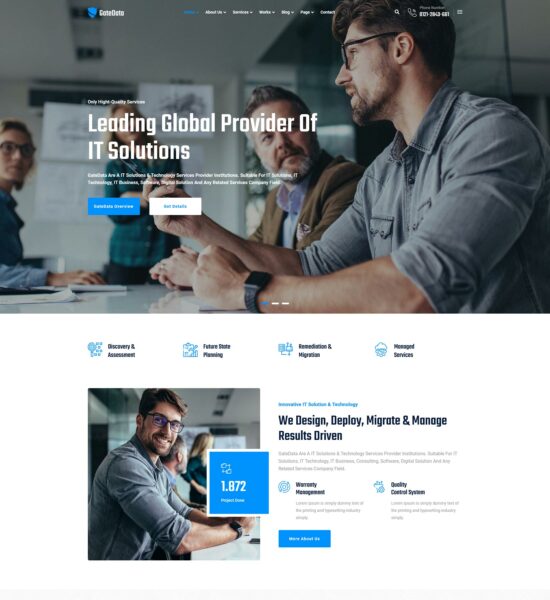 GateData
Home About Us Services Works Blog Page Contact
Phone Number
0121-2843-661
Only Hight-Quality Services
Leading Global Provider Of
IT Solutions
GateData Are A IT Solutions & Technology Services Provider Institutions. Suitable For IT Solutions, IT
Technology, IT Business, Software, Digital Solution And Any Related Services Company Field.
GateData Overview
Get Details
Discovery &
Assessment
Future State
Planning
Remediation &
Migration
Managed
Services
1.872
Project Done
Innovative IT Solution & Technology
We Design, Deploy, Migrate & Manage
Results Driven
GateData Are A IT Solutions & Technology Services Provider Institutions. Suitable For IT
Solutions, IT Technology, IT Business, Consulting, Software, Digital Solution And Any
Related Services Company Field.
Warranty
Management
Lorem ipsum is simply dummy text of
the printing and typesetting industry
simply.
Quality
Control System
Lorem ipsum is simply dummy text of
the printing and typesetting industry
simply.
More About Us